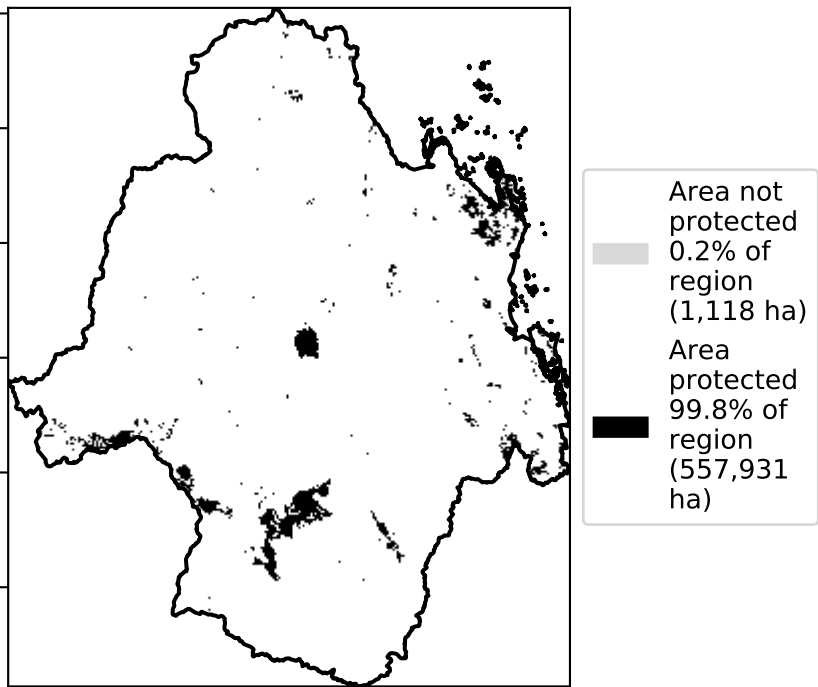 Area not
protected
0.2% of
region
(1,118 ha)
Area
protected
99.8% of
region
(557,931
ha)